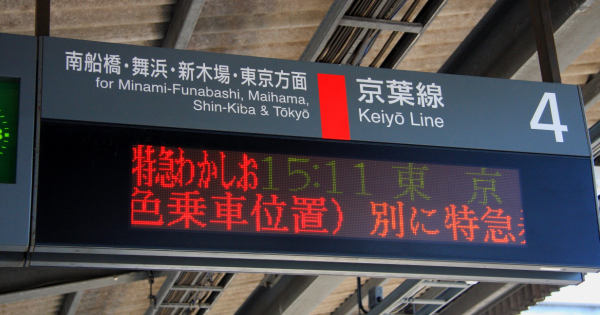 南船橋・舞浜・新木場・東京方面
for Minami-Funabashi, Maihama,
Shin-Kiba & Tōkyō
京葉線
Keiyō Line
4
特急わかしお 15:11 東 京
色乗車位置) 別に特急